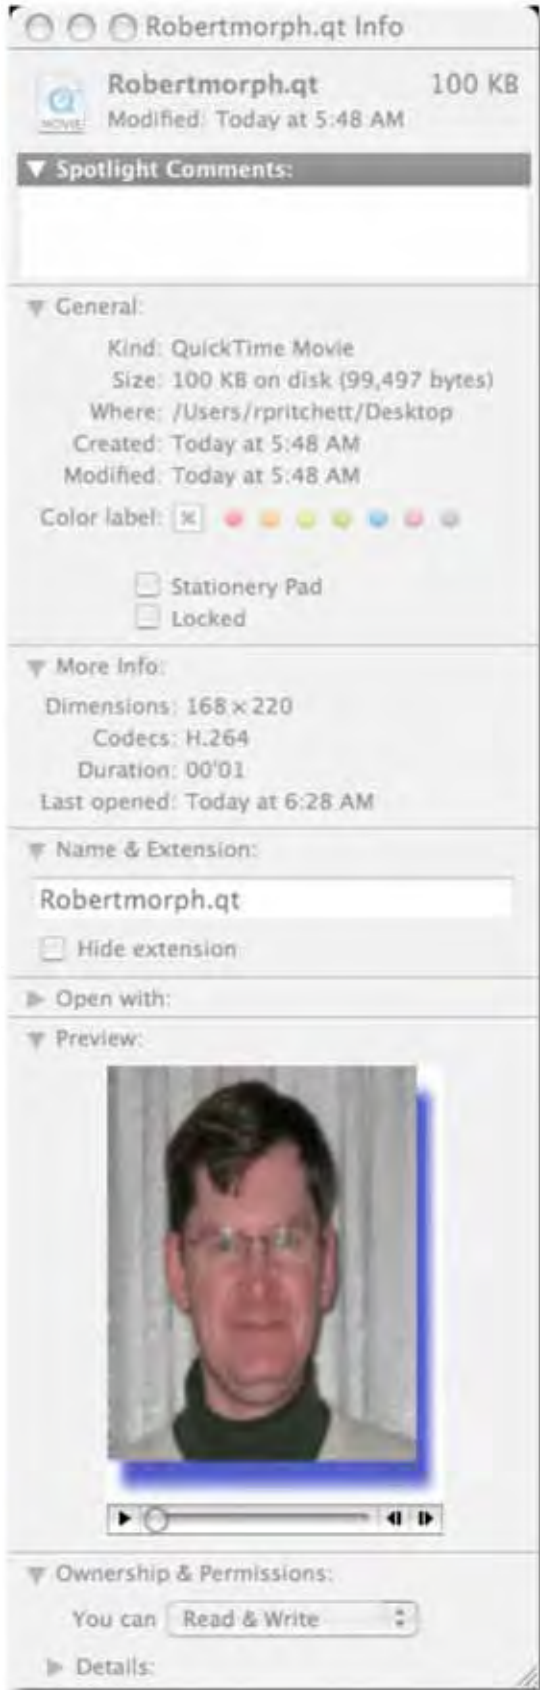 Robertmorph.qt Info
Robertmorph.qt 100 KB
MOVIE
Modified: Today at 5:48 AM
Spotlight Comments:
General:
Kind: QuickTime Movie
Size: 100 KB on disk (99,497 bytes)
Where: /Users/rpritchett/Desktop
Created: Today at 5:48 AM
Modified: Today at 5:48 AM
Color label:
Stationery Pad
Locked
More Info:
Dimensions: 168 × 220
Codecs: H.264
Duration: 00'01
Last opened: Today at 6:28 AM
Name & Extension:
Robertmorph.qt
Hide extension
Open with:
Preview:
Ownership & Permissions:
You can Read & Write
Details: